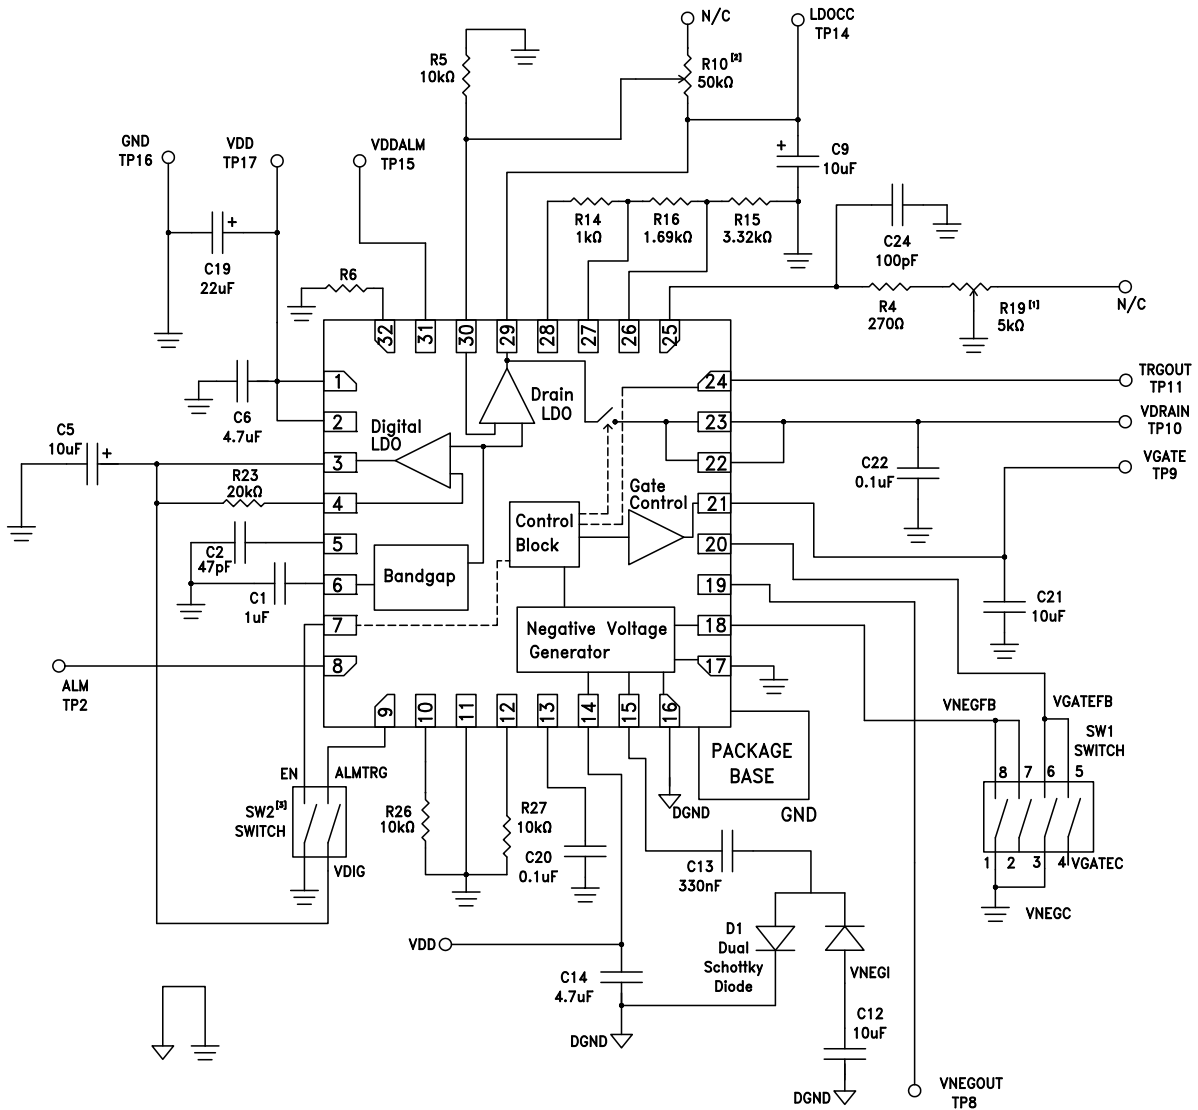 N/C
LDOCC
TP14
R5
10kΩ
R10[2]
50kΩ
GND
TP16
VDD
TP17
VDDALM
TP15
+
C9
10uF
+
C19
22uF
R14
1kΩ
R16
1.69kΩ
R15
3.32kΩ
C24
100pF
R6
R4
270Ω
R19[1]
5kΩ
N/C
32
31
30
29
28
27
26
25
1
24
TRGOUT
TP11
Drain
LDO
C6
4.7uF
2
Digital
LDO
23
VDRAIN
TP10
C5
10uF
+
3
22
C22
0.1uF
VGATE
TP9
R23
20kΩ
4
Gate
Control
21
Control
Block
C2
47pF
5
20
Bandgap
C1
1uF
6
19
C21
10uF
7
Negative Voltage
Generator
18
ALM
TP2
8
17
9
10
11
12
13
14
15
16
VNEGFB
VGATEFB
SW1
SWITCH
PACKAGE
BASE
GND
DGND
EN
ALMTRG
SW2[3]
SWITCH
VDIG
R26
10kΩ
R27
10kΩ
C20
0.1uF
8
7
6
5
1
2
3
4
VGATEC
VNEGC
C13
330nF
VDD
D1
Dual
Schottky
Diode
VNEGI
C14
4.7uF
DGND
C12
10uF
DGND
VNEGOUT
TP8